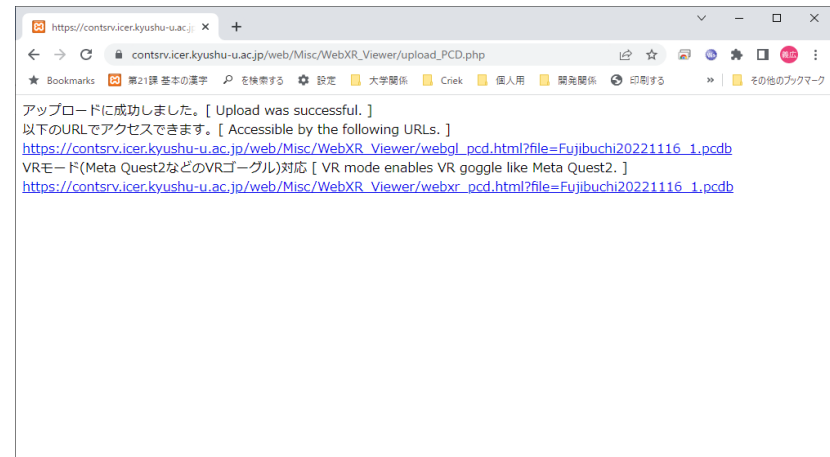 https://contsrv.icer.kyushu-u.ac.j
contsrv.icer.kyushu-u.ac.jp/web/Misc/WebXR_Viewer/upload_PCD.php
義広
Bookmarks 第21課 基本の漢字 を検索する 設定 大学関係 Criek 個人用 開発関係 印刷する » その他のブックマーク
アップロードに成功しました。[ Upload was successful. ]
以下のURLでアクセスできます。[ Accessible by the following URLs. ]
https://contsrv.icer.kyushu-u.ac.jp/web/Misc/WebXR_Viewer/webgl_pcd.html?file=Fujibuchi20221116_1.pcdb
VRモード(Meta Quest2などのVRゴーグル)対応 [ VR mode enables VR goggle like Meta Quest2. ]
https://contsrv.icer.kyushu-u.ac.jp/web/Misc/WebXR_Viewer/webxr_pcd.html?file=Fujibuchi20221116_1.pcdb